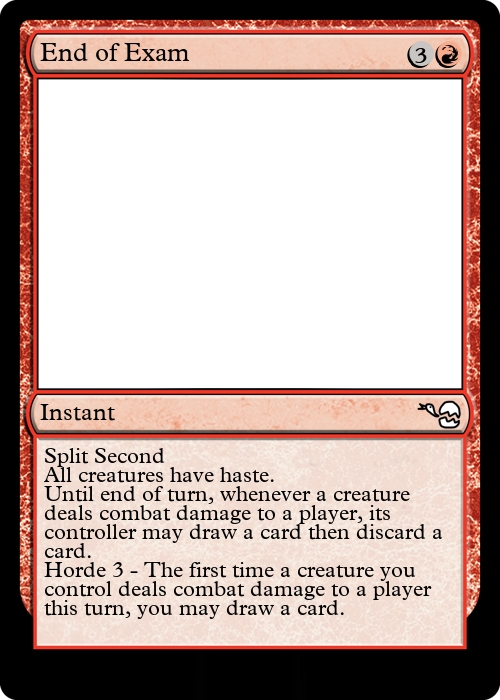 End of Exam 3
Instant
Split Second
All creatures have haste.
Until end of turn, whenever a creature
deals combat damage to a player, its
controller may draw a card then discard a
card.
Horde 3 - The first time a creature you
control deals combat damage to a player
this turn, you may draw a card.